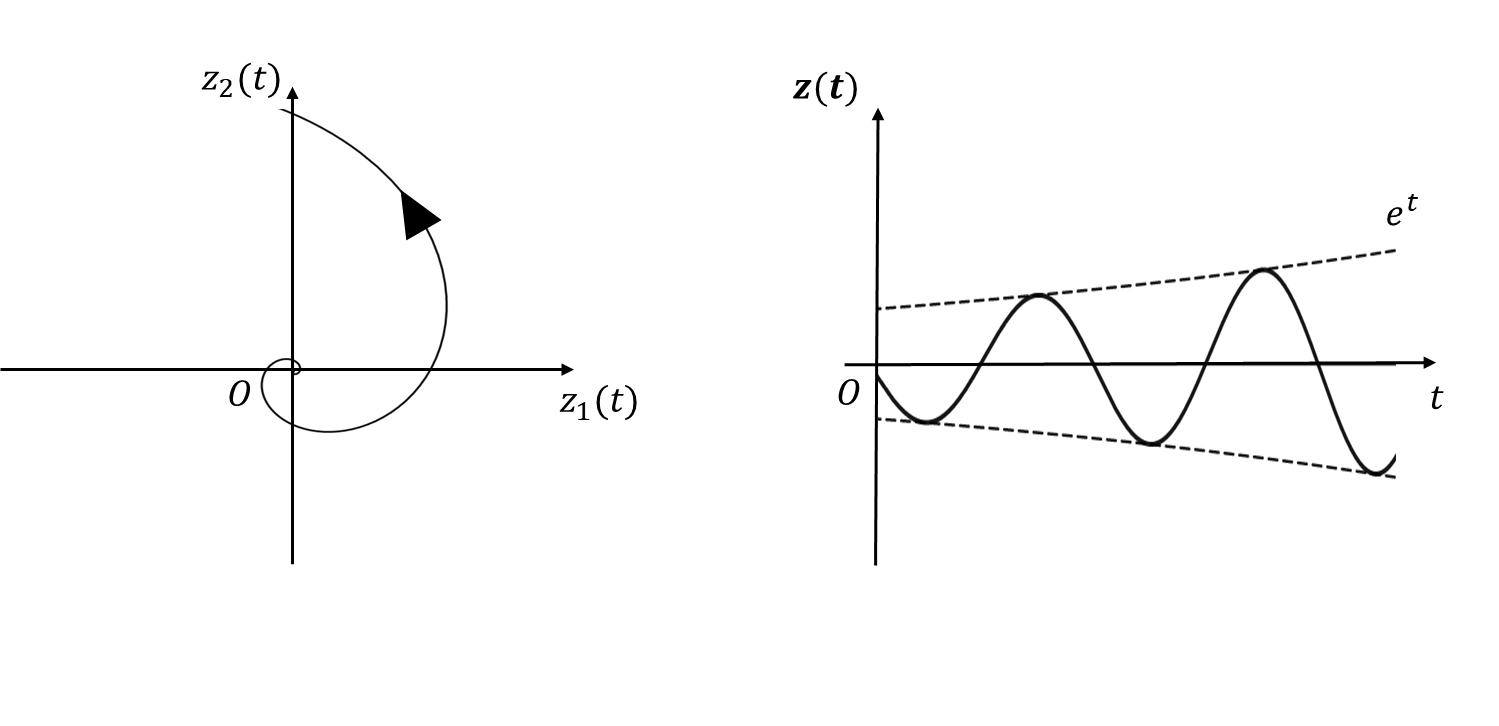 z₂(t)
O
z₁(t)
z(t)
eᵗ
O
t